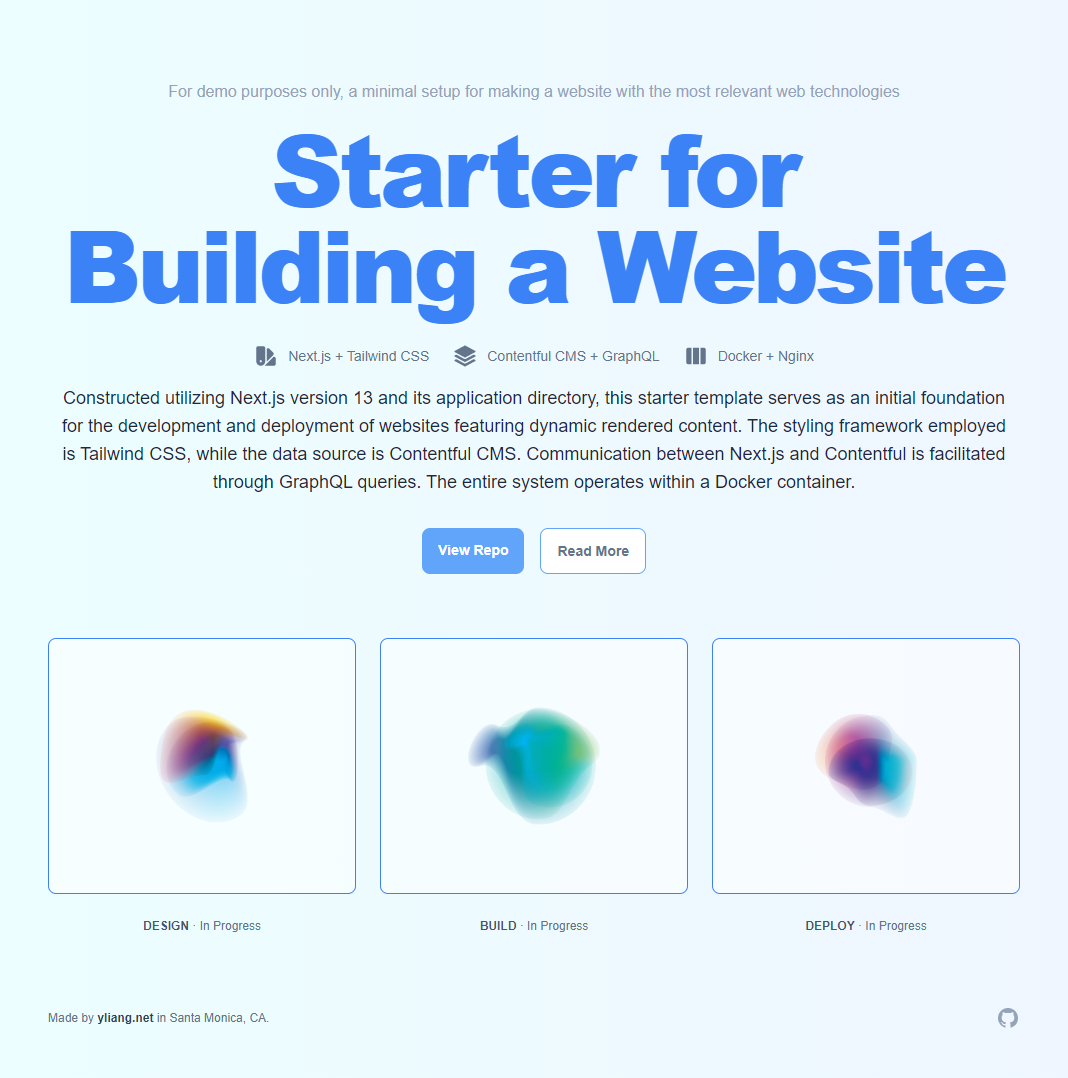 For demo purposes only, a minimal setup for making a website with the most relevant web technologies
Starter for
Building a Website
Next.js + Tailwind CSS Contentful CMS + GraphQL Docker + Nginx
Constructed utilizing Next.js version 13 and its application directory, this starter template serves as an initial foundation
for the development and deployment of websites featuring dynamic rendered content. The styling framework employed
is Tailwind CSS, while the data source is Contentful CMS. Communication between Next.js and Contentful is facilitated
through GraphQL queries. The entire system operates within a Docker container.
View Repo Read More
DESIGN · In Progress BUILD · In Progress DEPLOY · In Progress
Made by yliang.net in Santa Monica, CA.